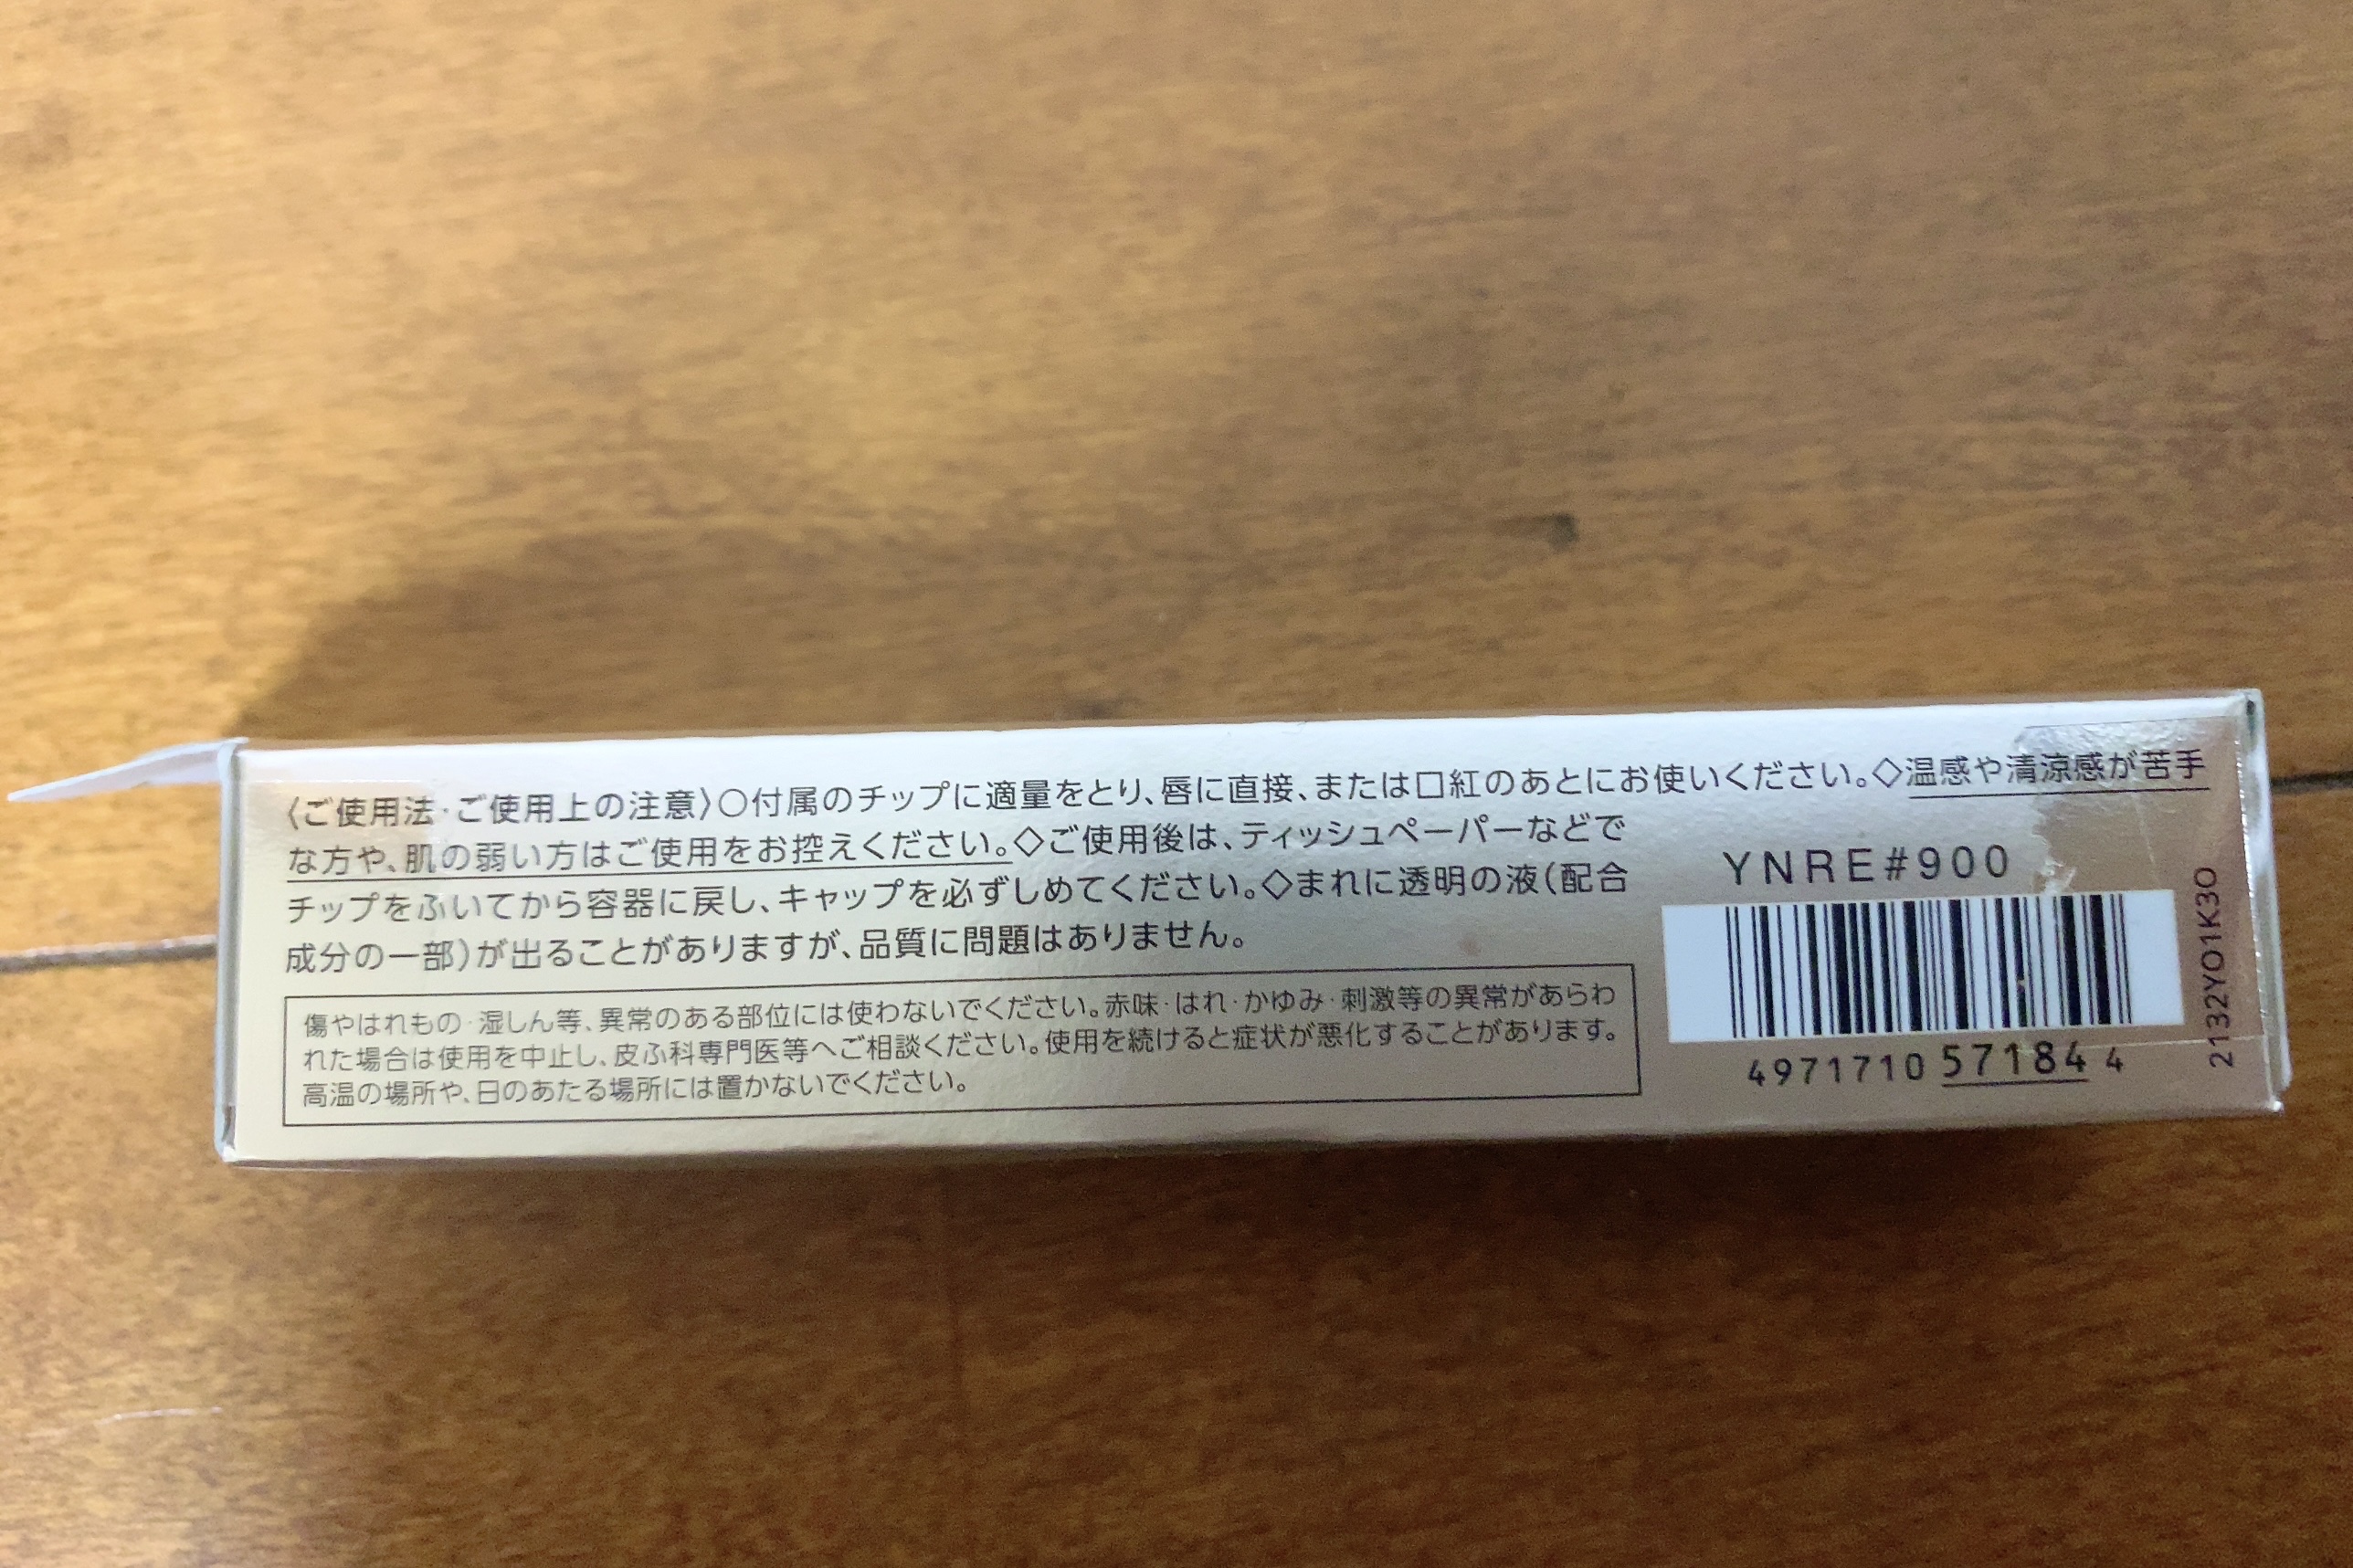 〈ご使用法・ご使用上の注意〉○付属のチップに適量をとり、唇に直接、または口紅のあとにお使いください。◇温感や清涼感が苦手
な方や、肌の弱い方はご使用をお控えください。◇ご使用後は、ティッシュペーパーなどで
チップをふいてから容器に戻し、キャップを必ずしめてください。◇まれに透明の液(配合
成分の一部)が出ることがありますが、品質に問題はありません。
傷やはれもの・湿しん等、異常のある部位には使わないでください。赤味・はれ・かゆみ・刺激等の異常があらわ
れた場合は使用を中止し、皮ふ科専門医等へご相談ください。使用を続けると症状が悪化することがあります。
高温の場所や、日のあたる場所には置かないでください。
YNRE#900
4971710 571844
2132YO1K3O